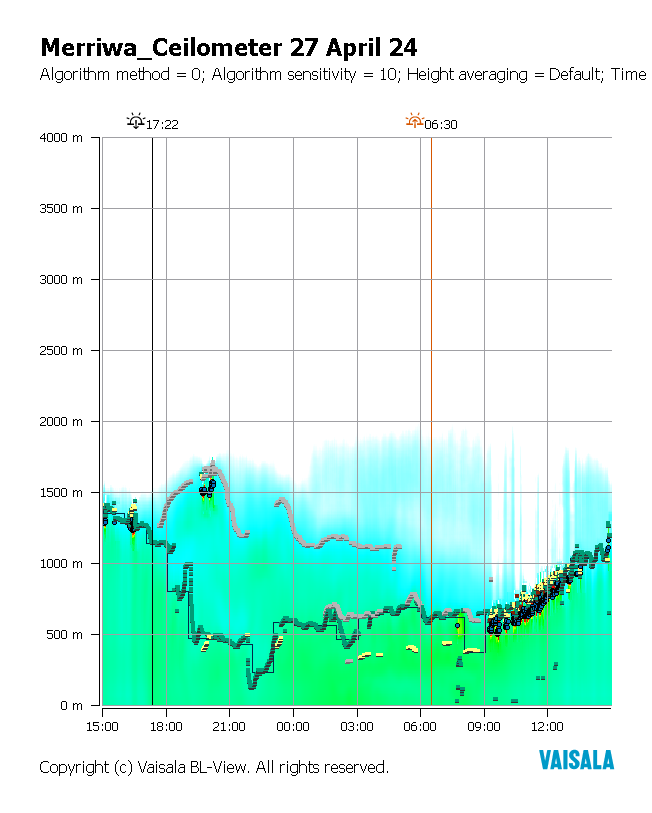 Merriwa_Ceilometer 27 April 24
Algorithm method = 0; Algorithm sensitivity = 10; Height averaging = Default; Time
17:22
06:30
4000 m
3500 m
3000 m
2500 m
2000 m
1500 m
1000 m
500 m
0 m
15:00 18:00 21:00 00:00 03:00 06:00 09:00 12:00
Copyright (c) Vaisala BL-View. All rights reserved.
VAISALA